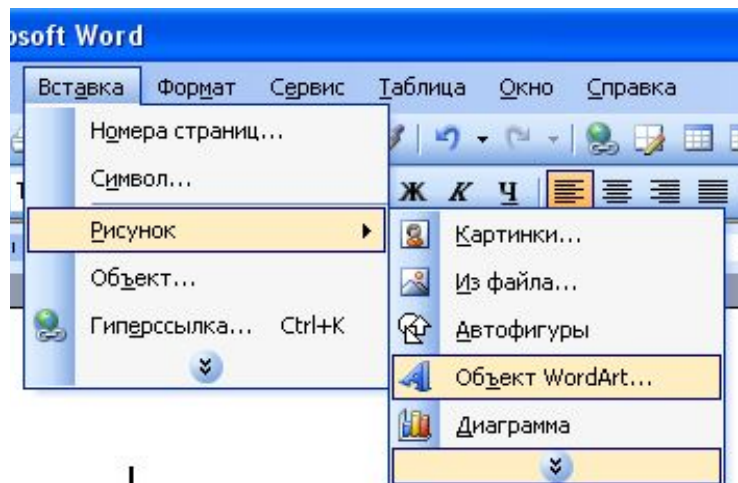 osoft Word
Вставка Формат Сервис Таблица Окно Справка
Номера страниц...
Символ...
Ж К Ч
Рисунок
Картинки...
Объект...
Из файла...
Гиперссылка... Ctrl+K
Автофигуры
Объект WordArt...
Диаграмма